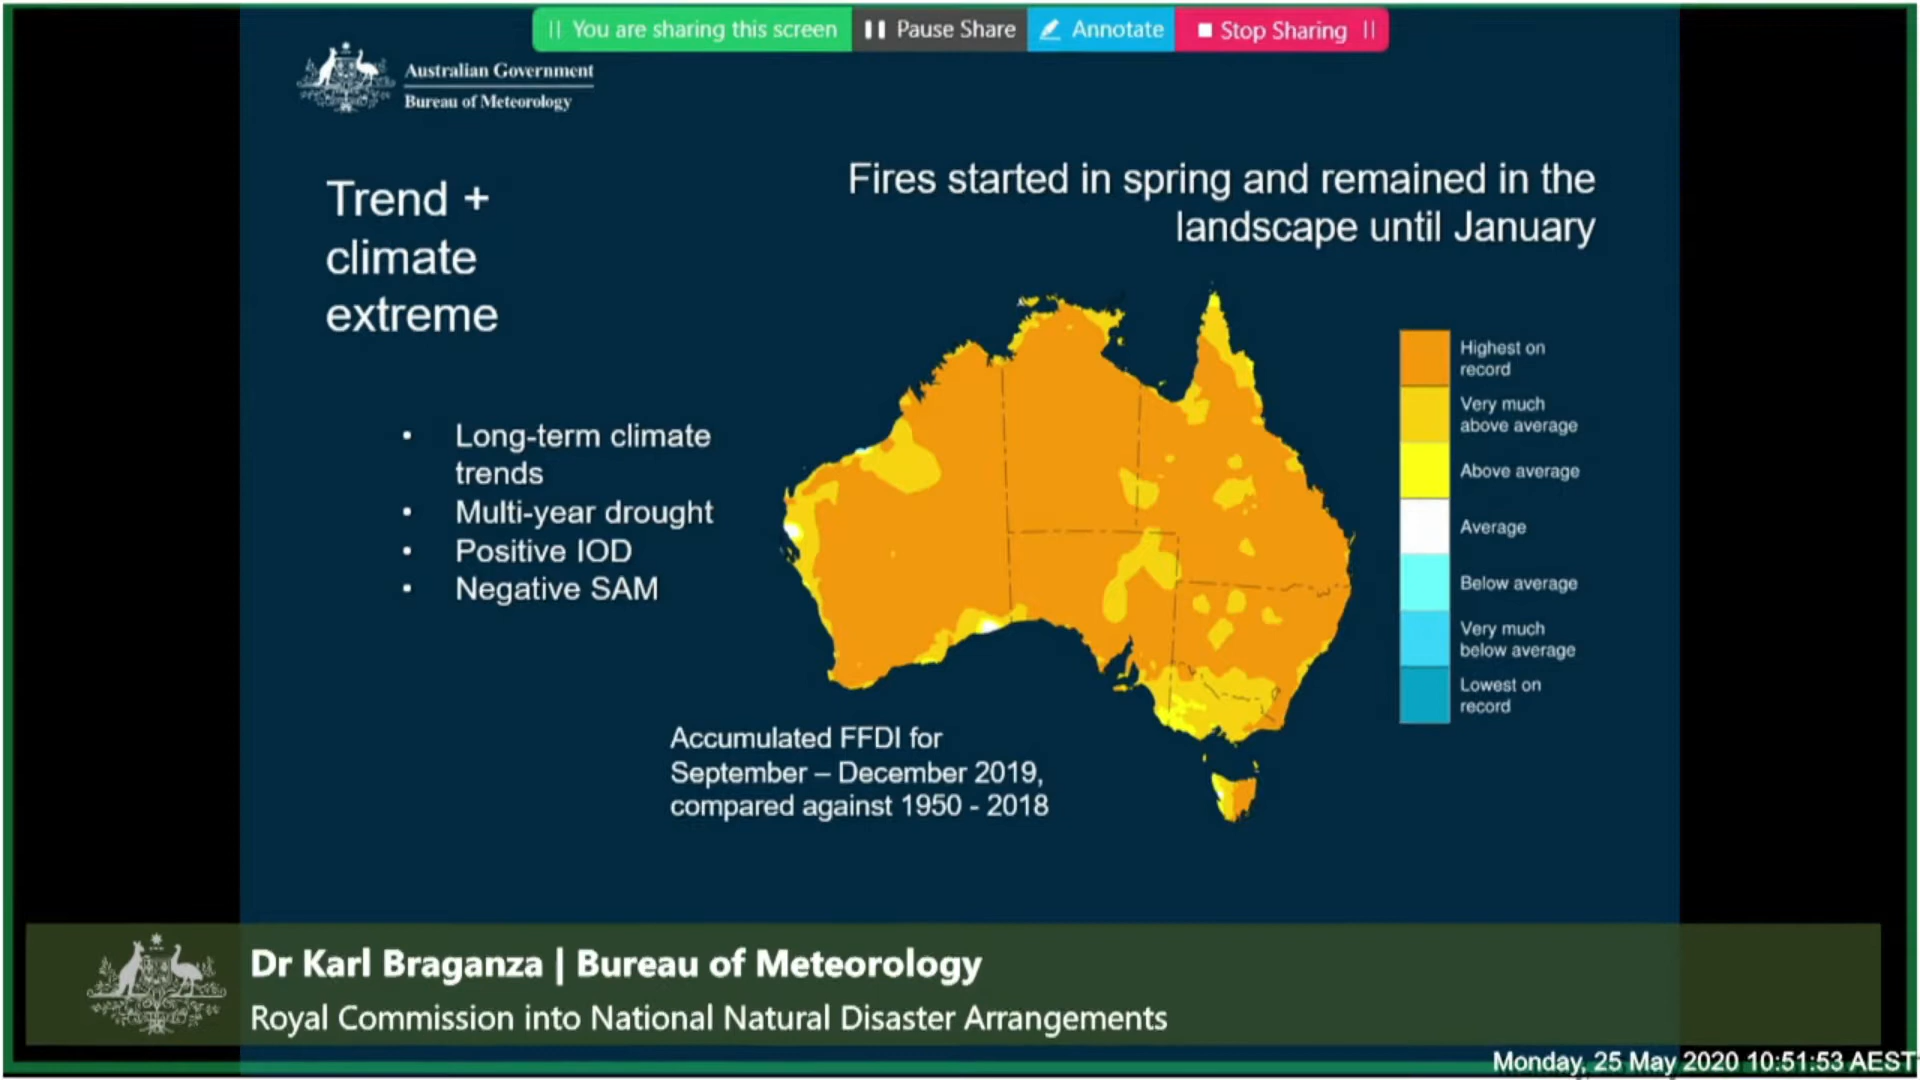 You are sharing this screen
Pause Share
Annotate
Stop Sharing
Australian Government
Bureau of Meteorology
Trend +
climate
extreme
Fires started in spring and remained in the
landscape until January
• Long-term climate
trends
• Multi-year drought
• Positive IOD
• Negative SAM
Highest on
record
Very much
above average
Above average
Average
Below average
Very much
below average
Lowest on
record
Accumulated FFDI for
September – December 2019,
compared against 1950 - 2018
Dr Karl Braganza | Bureau of Meteorology
Royal Commission into National Natural Disaster Arrangements
Monday, 25 May 2020 10:51:53 AEST